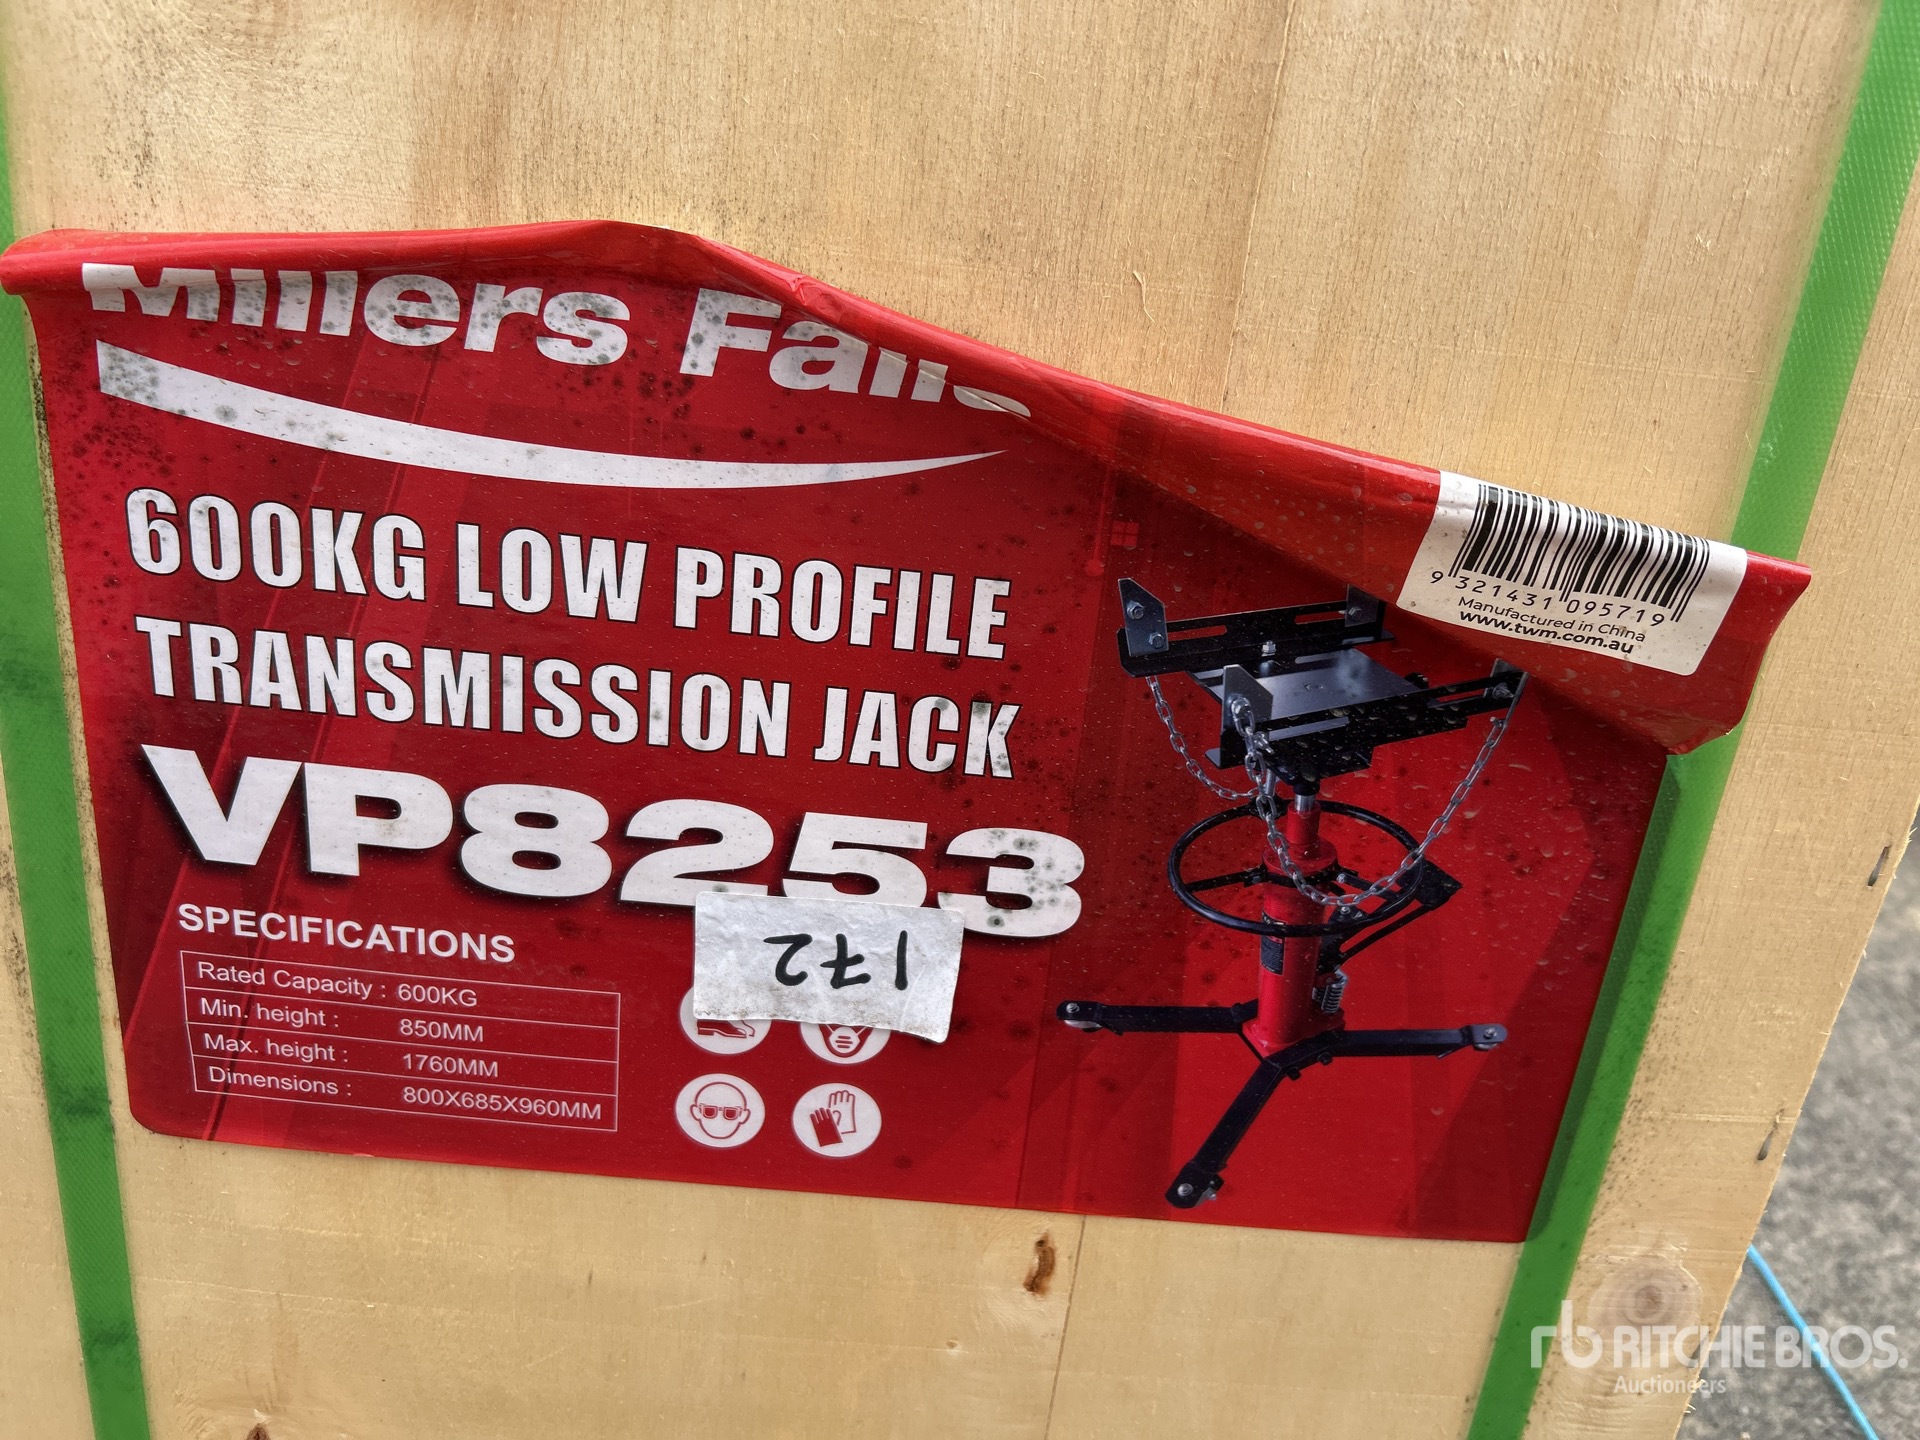 Millers Falls
600KG LOW PROFILE
TRANSMISSION JACK
VP8253
SPECIFICATIONS
Rated Capacity : 600KG
Min. height : 850MM
Max. height : 1760MM
Dimensions : 800X685X960MM
172
9 321431 095719
Manufactured in China
www.twm.com.au
rb RITCHIE BROS.
Auctioneers